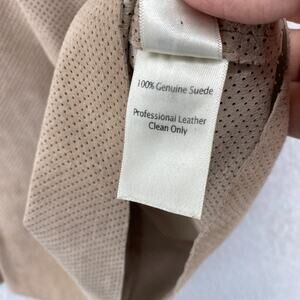 100% Genuine Suede
Professional Leather
Clean Only